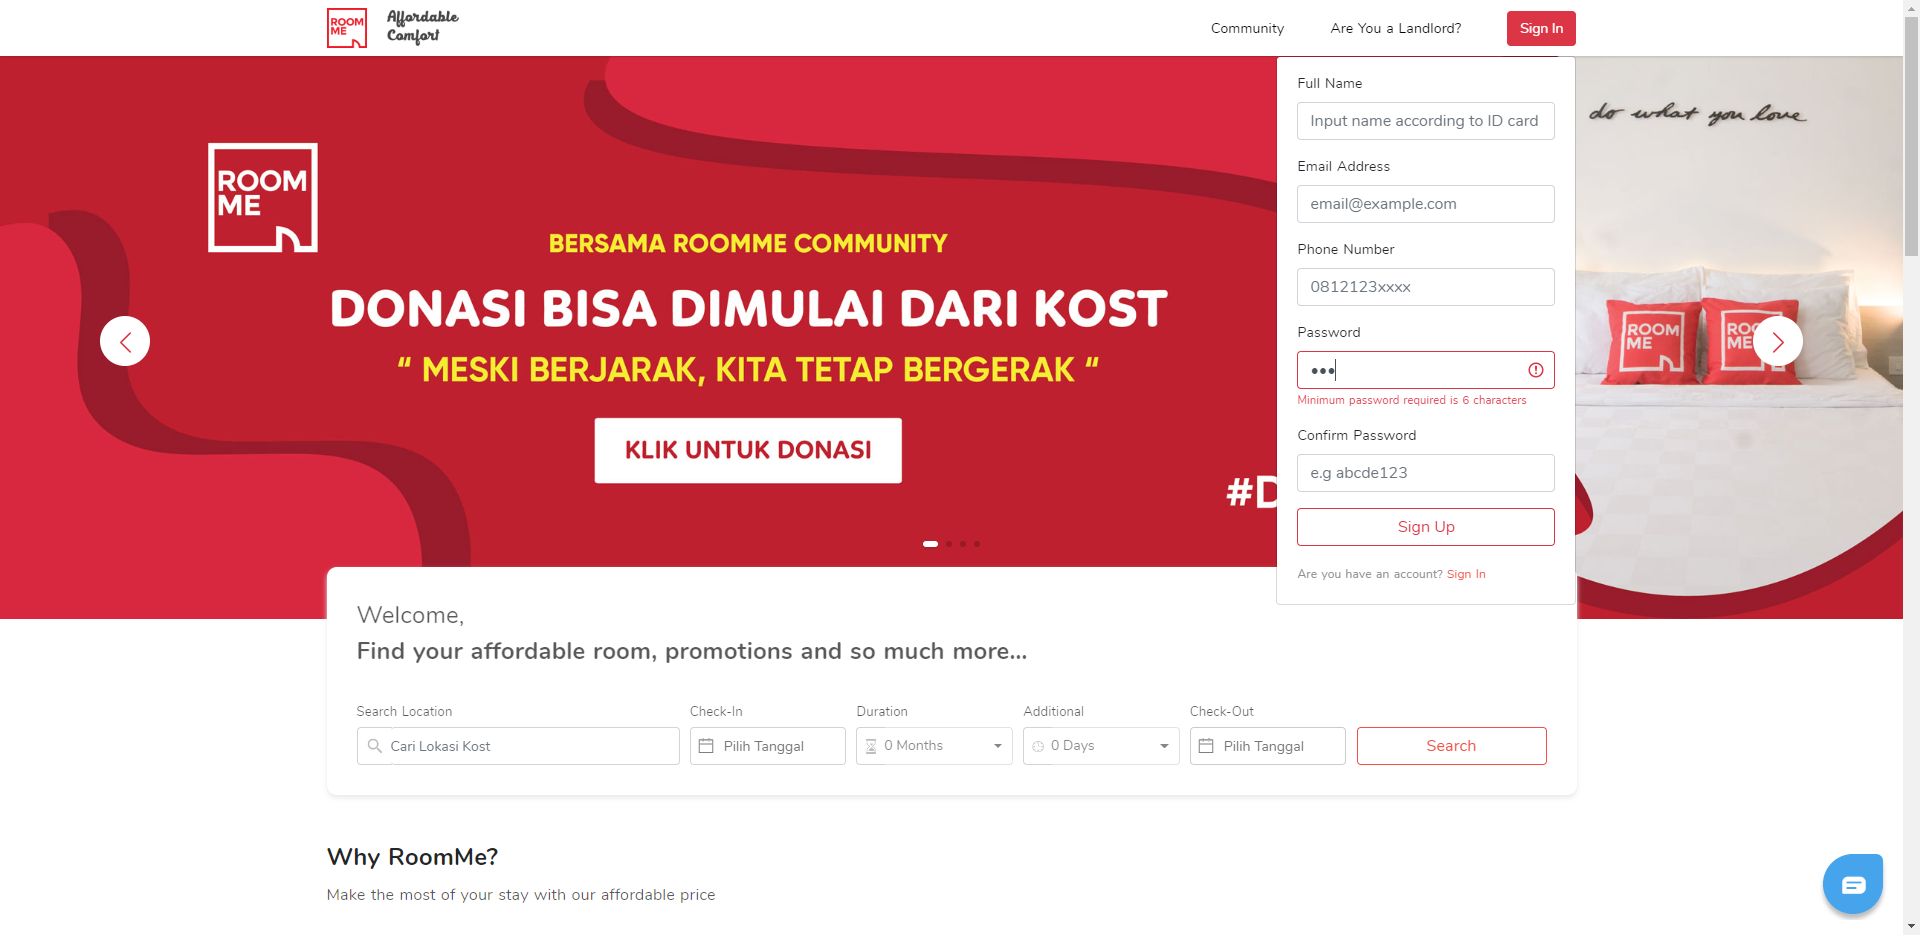 ROOM
ME
Affordable
Comfort
Community
Are You a Landlord?
Sign In
ROOM
ME
BERSAMA ROOMME COMMUNITY
DONASI BISA DIMULAI DARI KOST
“ MESKI BERJARAK, KITA TETAP BERGERAK “
KLIK UNTUK DONASI
#D
do what you love
ROOM
ME
ROO
ME
Full Name
Input name according to ID card
Email Address
email@example.com
Phone Number
0812123xxxx
Password
Minimum password required is 6 characters
Confirm Password
e.g abcde123
Sign Up
Are you have an account? Sign In
Welcome,
Find your affordable room, promotions and so much more...
Search Location
Check-In
Duration
Additional
Check-Out
Cari Lokasi Kost
Pilih Tanggal
0 Months
0 Days
Pilih Tanggal
Search
Why RoomMe?
Make the most of your stay with our affordable price